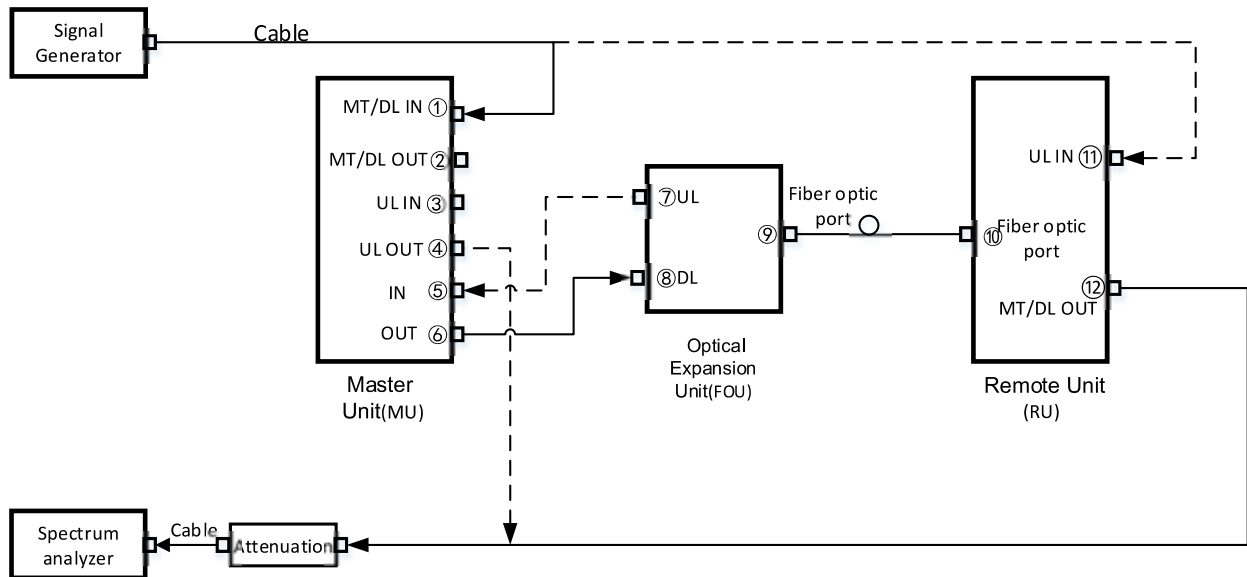 Signal
Generator
Cable
MT/DL IN ①
MT/DL OUT ②
UL IN ③
UL OUT ④
IN ⑤
OUT ⑥
Master
Unit(MU)
⑦UL
⑧DL
⑨
Optical
Expansion
Unit(FOU)
Fiber optic
port
UL IN ⑪
⑩Fiber optic
port
⑫
MT/DL OUT
Remote Unit
(RU)
Spectrum
analyzer
Cable
Attenuation